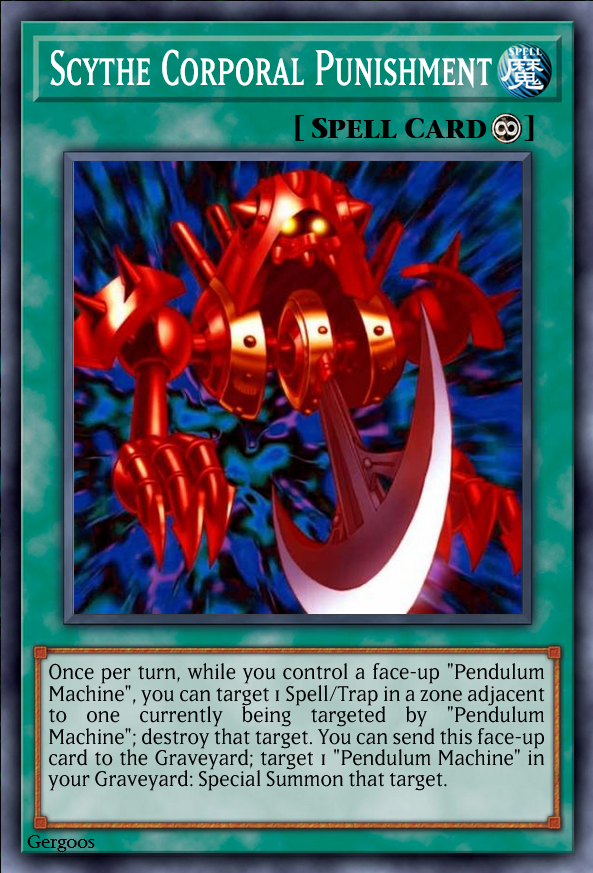 Scythe Corporal Punishment
SPELL
魔
[ Spell Card ]
Once per turn, while you control a face-up "Pendulum
Machine", you can target 1 Spell/Trap in a zone adjacent
to one currently being targeted by "Pendulum
Machine"; destroy that target. You can send this face-up
card to the Graveyard; target 1 "Pendulum Machine" in
your Graveyard: Special Summon that target.
Gergoos